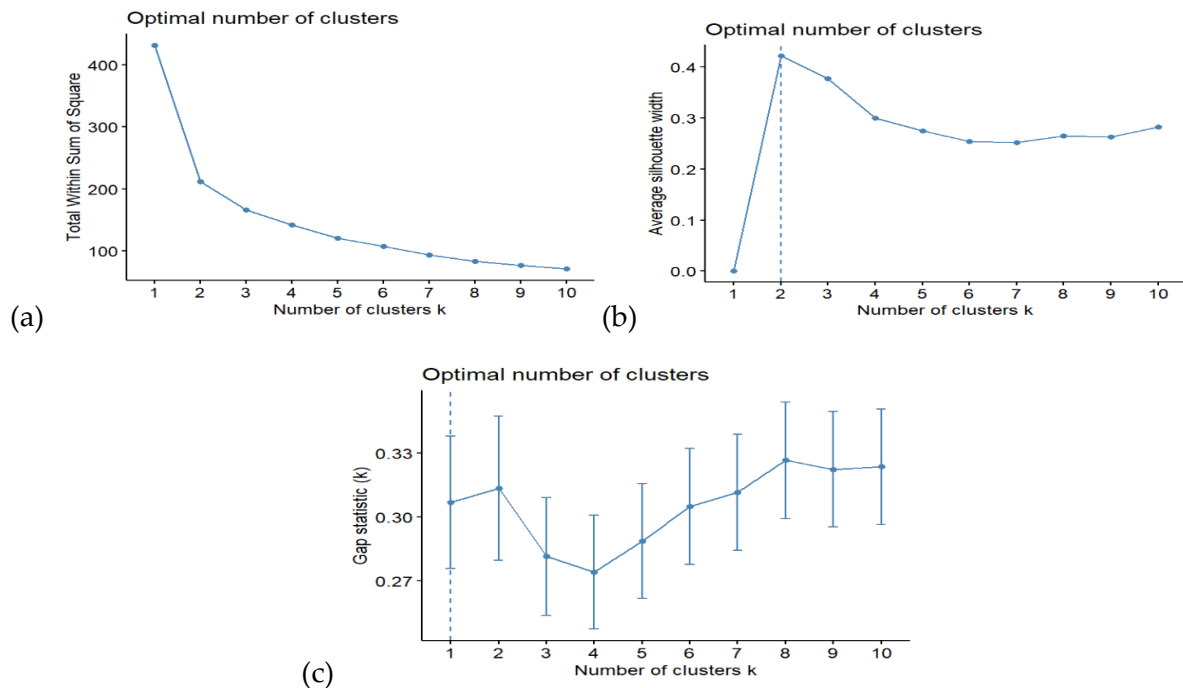 Optimal number of clusters
Total Within Sum of Square
400
300
200
100
1 2 3 4 5 6 7 8 9 10
Number of clusters k
(a)
Optimal number of clusters
Average silhouette width
0.4
0.3
0.2
0.1
0.0
1 2 3 4 5 6 7 8 9 10
Number of clusters k
(b)
Optimal number of clusters
Gap statistic (k)
0.33
0.30
0.27
1 2 3 4 5 6 7 8 9 10
Number of clusters k
(c)